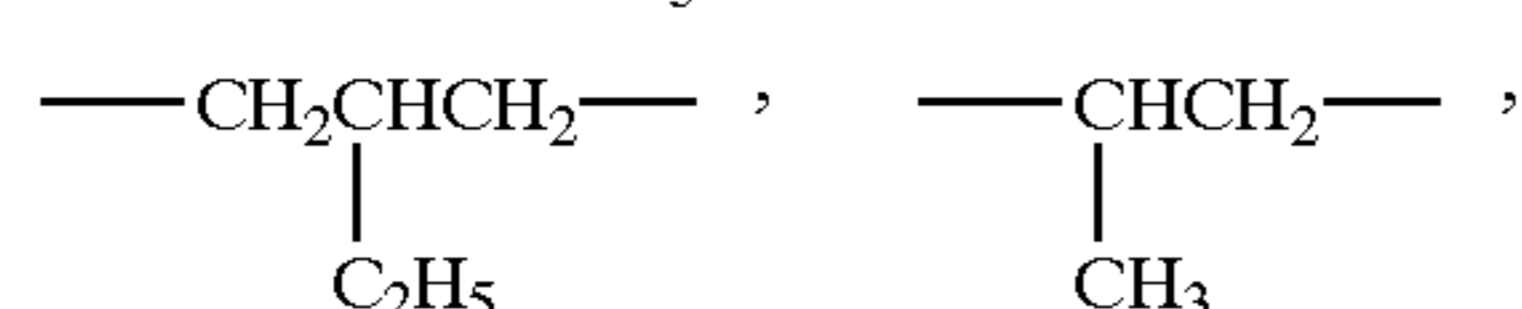 —CH₂CHCH₂— , —CHCH₂— ,
C₂H₅ CH₃